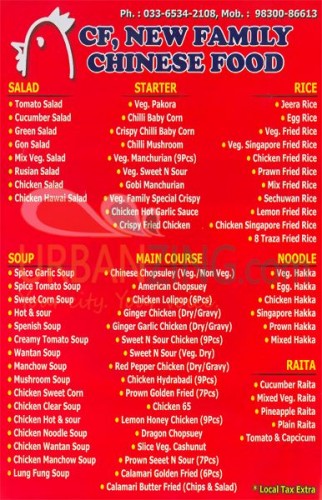 Ph. : 033-6534-2108, Mob. : 98300-86613
CF, NEW FAMILY
CHINESE FOOD
SALAD
Tomato Salad
Cucumber Salad
Green Salad
Gon Salad
Mix Veg. Salad
Rusian Salad
Chicken Salad
Chicken Hawai Salad
STARTER
Veg. Pakora
Chilli Baby Corn
Crispy Chilli Baby Corn
Chilli Mushroom
Veg. Manchurian (9Pcs)
Veg. Sweet N Sour
Gobi Manchurian
Veg. Family Special Crispy
Chicken Hot Garlic Sauce
Crispy Fried Chicken
RICE
Jeera Rice
Egg Rice
Veg. Fried Rice
Veg. Singapore Fried Rice
Chicken Fried Rice
Prawn Fried Rice
Mix Fried Rice
Sechuwan Rice
Lemon Fried Rice
Chicken Singapore Fried Rice
8 Traza Fried Rice
SOUP
Spice Garlic Soup
Spice Tomato Soup
Sweet Corn Soup
Hot & sour
Spenish Soup
Creamy Tomato Soup
Wantan Soup
Manchow Soup
Mushroom Soup
Chicken Sweet Corn
Chicken Clear Soup
Chicken Hot & sour
Chicken Noodle Soup
Chicken Wantan Soup
Chicken Manchow Soup
Lung Fung Soup
MAIN COURSE
Chinese Chopsuley (Veg./Non Veg.)
American Chopsuey
Chicken Lolipop (6Pcs)
Ginger Chicken (Dry/Gravy)
Ginger Garlic Chicken (Dry/Gravy)
Sweet N Sour Chicken (9Pcs)
Sweet N Sour (Veg. Dry)
Red Pepper Chicken (Dry/Gravy)
Chicken Hydrabadi (9Pcs)
Prown Golden Fried (7Pcs)
Chicken 65
Lemon Honey Chicken (9Pcs)
Dragon Chopsuey
Slice Veg. Cashunut
Prown Seeet N Sour (7Pcs)
Calamari Golden Fried (6Pcs)
Calamari Butter Fried (Chips & Salad)
NOODLE
Veg. Hakka
Egg. Hakka
Chicken Hakka
Singapore Hakka
Prown Hakka
Mixed Hakka
RAITA
Cucumber Raita
Mixed Veg. Raita
Pineapple Raita
Plain Raita
Tomato & Capcicum
* Local Tax Extra